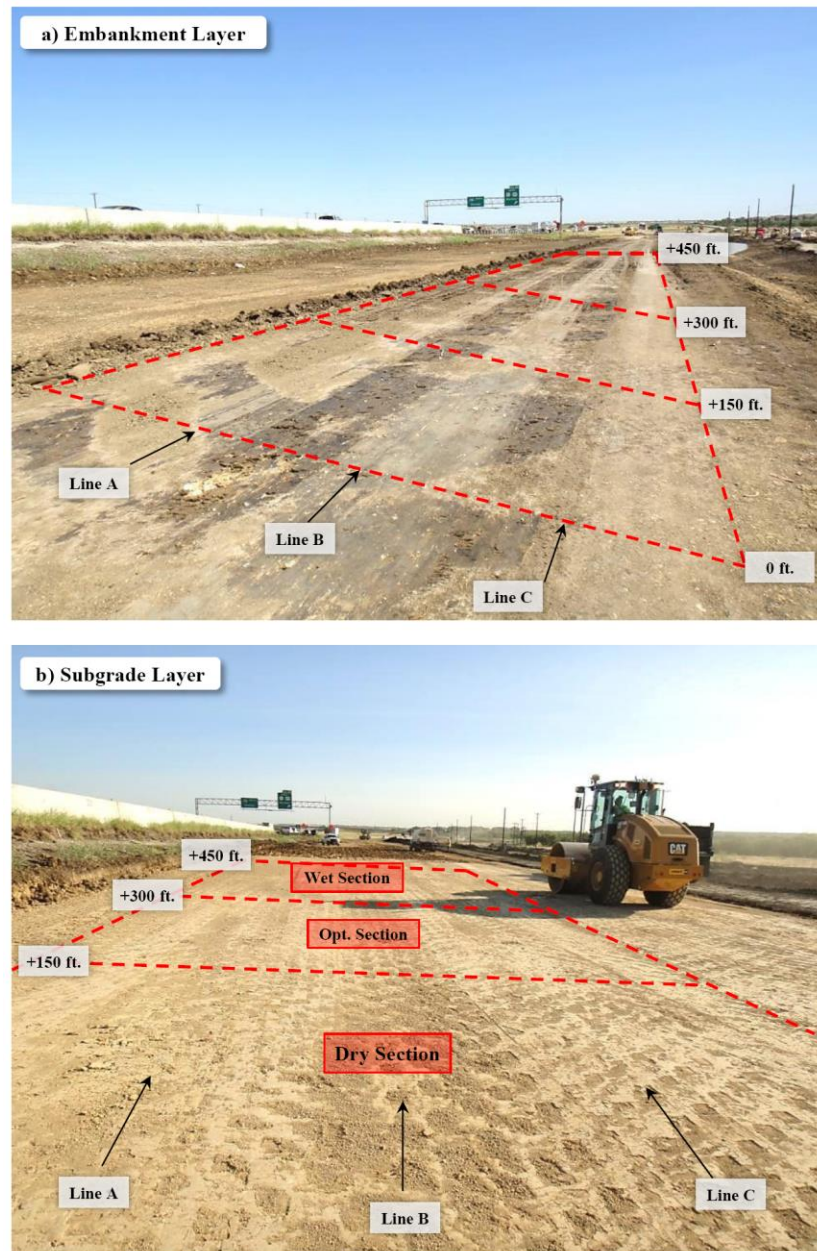 a) Embankment Layer
+450 ft.
+300 ft.
+150 ft.
Line A
Line B
Line C
0 ft.
b) Subgrade Layer
+450 ft.
Wet Section
+300 ft.
Opt. Section
+150 ft.
CAT
Dry Section
Line A
Line B
Line C